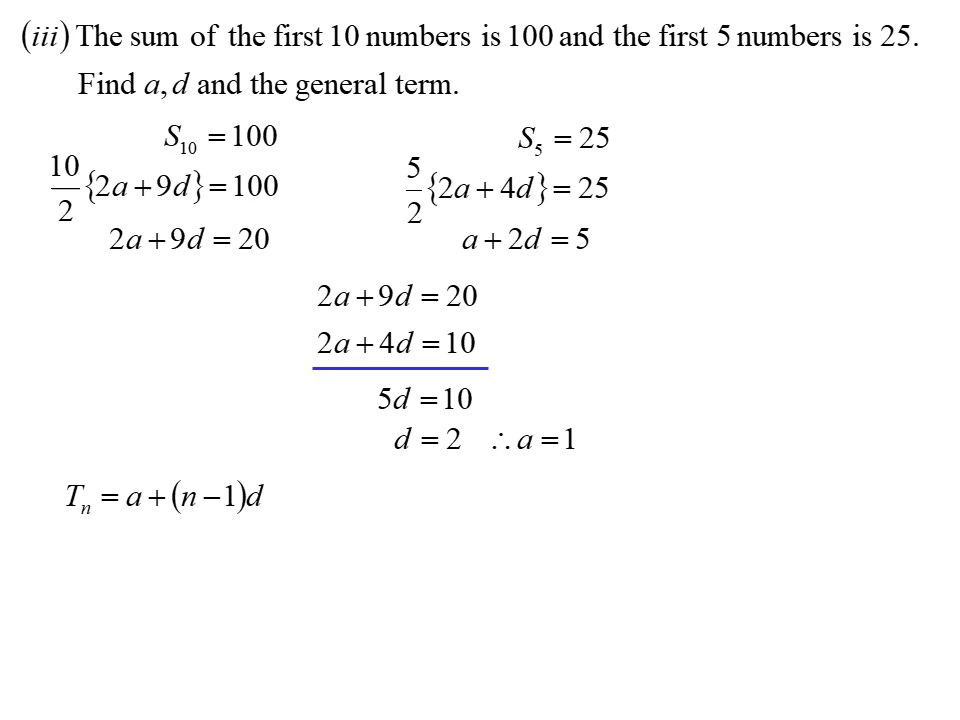 (iii) The sum of the first 10 numbers is 100 and the first 5 numbers is 25.
Find a, d and the general term.
S₁₀ = 100
10/2 {2a + 9d} = 100
2a + 9d = 20
S₅ = 25
5/2 {2a + 4d} = 25
a + 2d = 5
2a + 9d = 20
2a + 4d = 10
5d = 10
d = 2 ∴ a = 1
Tₙ = a + (n − 1)d